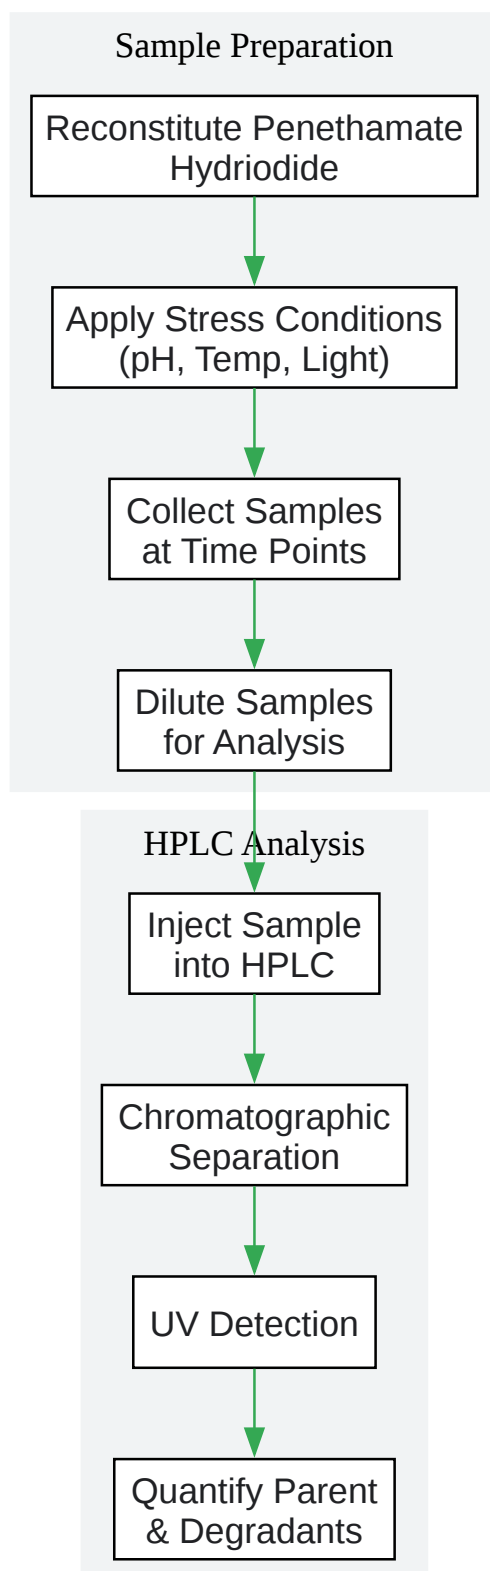 Sample Preparation
Reconstitute Penethamate
Hydriodide
Apply Stress Conditions
(pH, Temp, Light)
Collect Samples
at Time Points
Dilute Samples
for Analysis
HPLC Analysis
Inject Sample
into HPLC
Chromatographic
Separation
UV Detection
Quantify Parent
& Degradants